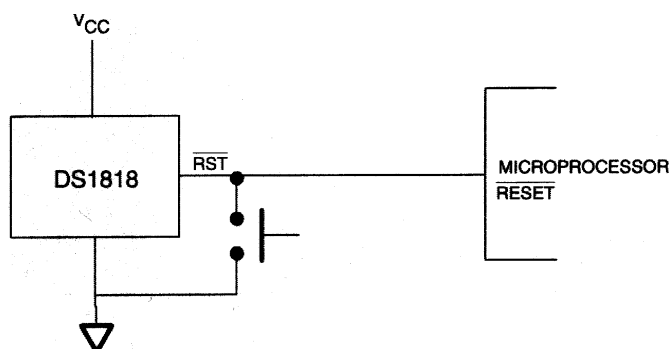 VCC
DS1818
RST
MICROPROCESSOR
RESET